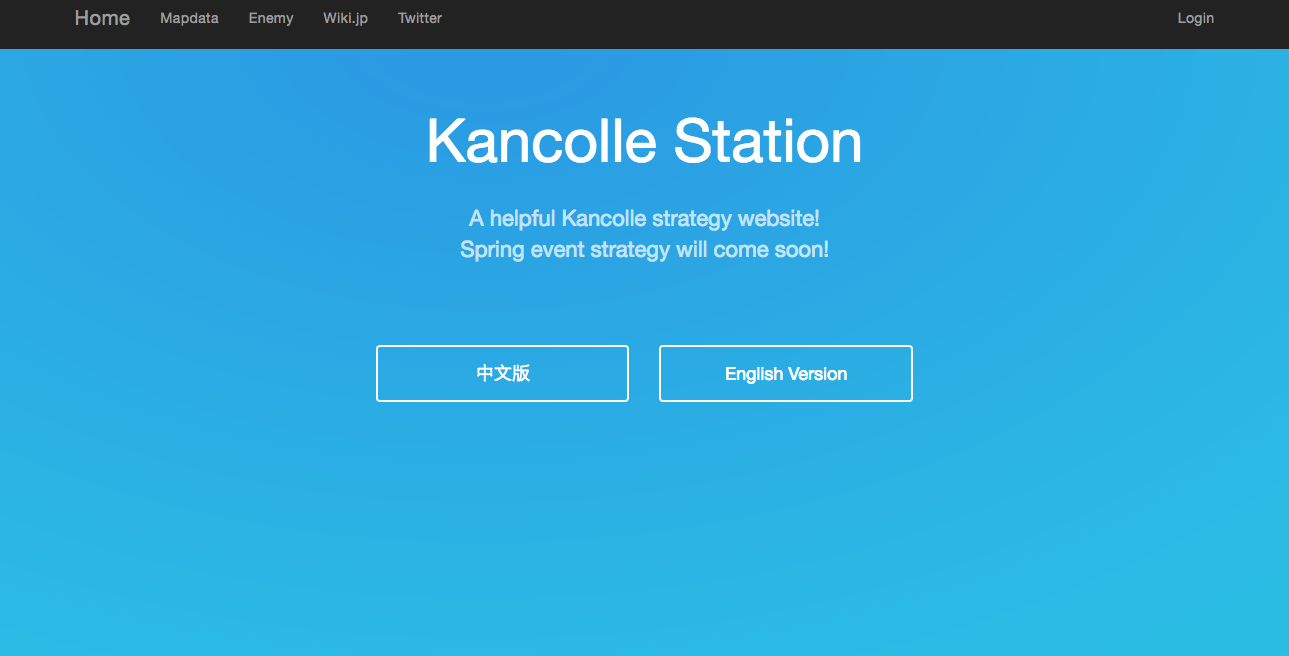 Home Mapdata Enemy Wiki.jp Twitter Login
Kancolle Station
A helpful Kancolle strategy website!
Spring event strategy will come soon!
中文版 English Version